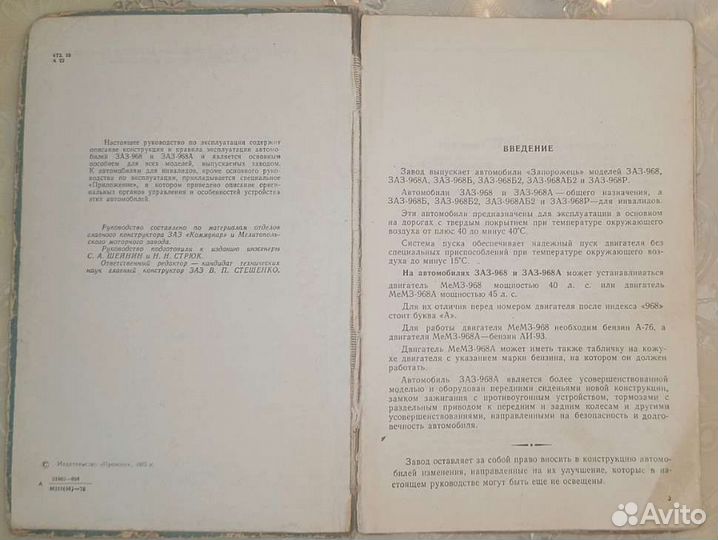 Настоящее руководство по эксплуатации содержит
описание конструкции и правила эксплуатации автомо-
билей ЗАЗ-968 и ЗАЗ-968А и является основным
пособием для всех моделей, выпускаемых заводом.
К автомобилям для инвалидов, кроме основного руко-
водства по эксплуатации, прикладывается специальное
«Приложение», в котором приведено описание ориги-
нальных органов управления и особенностей устройства
этих автомобилей.
Руководство составлено по материалам отделов
главного конструктора ЗАЗ «Коммунар» и Мелитополь-
ского моторного завода.
Руководство подготовили к изданию инженеры
С. А. ШЕЙНИН и Н. Н. СТРЮК.
Ответственный редактор — кандидат технических
наук главный конструктор ЗАЗ В. П. СТЕШЕНКО.
© Издательство
А
ВВЕДЕНИЕ
Завод выпускает автомобили «Запорожець» моделей ЗАЗ-968,
ЗАЗ-968А, ЗАЗ-968Б, ЗАЗ-968Б2, ЗАЗ-968АБ2 и ЗАЗ-968Р.
Автомобили ЗАЗ-968 и ЗАЗ-968А — общего назначения, а
ЗАЗ-968Б, ЗАЗ-968Б2, ЗАЗ-968АБ2 и ЗАЗ-968Р—для инвалидов.
Эти автомобили предназначены для эксплуатации в основном
на дорогах с твердым покрытием при температуре окружающего
воздуха от плюс 40 до минус 40°С.
Система пуска обеспечивает надежный пуск двигателя без
специальных приспособлений при температуре окружающего воз-
духа до минус 15°С.
На автомобилях ЗАЗ-968 и ЗАЗ-968А может устанавливаться
двигатель МеМЗ-968 мощностью 40 л. с. или двигатель
МеМЗ-968А мощностью 45 л. с.
Для их отличия перед номером двигателя после индекса «968»
стоит буква «А».
Для работы двигателя МеМЗ-968 необходим бензин А-76, а
двигателя МеМЗ-968А—бензин АИ-93.
Двигатель МеМЗ-968А может иметь также табличку на кожу-
хе двигателя с указанием марки бензина, на котором он должен
работать.
Автомобиль ЗАЗ-968А является более усовершенствованной
моделью и оборудован передними сиденьями новой конструкции,
замком зажигания с противоугонным устройством, тормозами с
раздельным приводом к передним и задним колесам и другими
усовершенствованиями, направленными на безопасность и долго-
вечность автомобиля.
Завод оставляет за собой право вносить в конструкцию автомо-
билей изменения, направленные на их улучшение, которые в на-
стоящем руководстве могут быть еще не освещены.
3
Avito